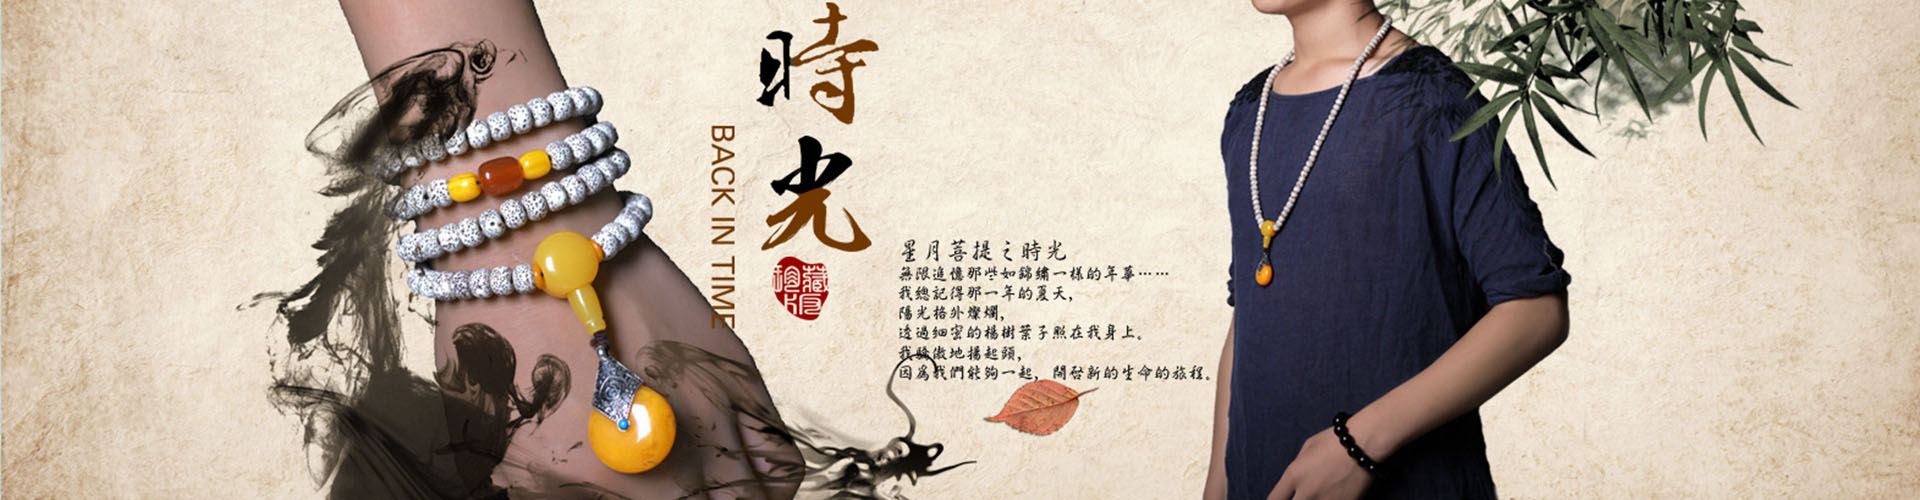 時光
BACK IN TIME
珍藏版
星月菩提之時光
無限追憶那些如錦繡一樣的年華……
我總記得那一年的夏天，
陽光格外燦爛，
透過細密的楊樹葉子照在我身上。
我驕傲地揚起頭，
因爲我們能夠一起，開啓新的生命的旅程。